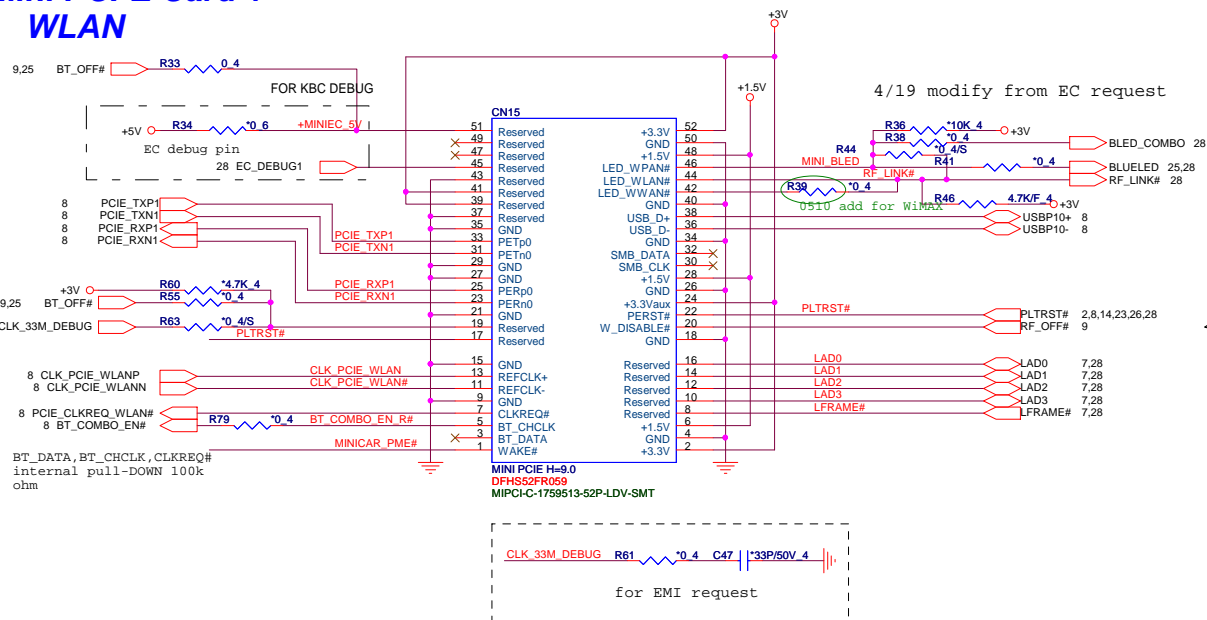 WLAN
+3V
9,25 BT_OFF# R33 0_4
FOR KBC DEBUG
+1.5V
4/19 modify from EC request
CN15
+5V R34 *0_6 +MINIEC_5V
EC debug pin
28 EC_DEBUG1
R36 *10K_4 +3V
R38 *0_4
BLED_COMBO 28
R44 *0_4/S
MINI_BLED R41 *0_4 BLUELED 25,28
RF_LINK# RF_LINK# 28
R39 *0_4
0510 add for WiMAX
R46 4.7K/F_4 +3V
51 Reserved +3.3V 52
49 Reserved GND 50
47 Reserved +1.5V 48
45 Reserved LED_WPAN# 46
43 Reserved LED_WLAN# 44
41 Reserved LED_WWAN# 42
39 Reserved GND 40
37 Reserved USB_D+ 38 USBP10+ 8
35 GND USB_D- 36 USBP10- 8
33 PETp0 GND 34
31 PETn0 SMB_DATA 32
29 GND SMB_CLK 30
27 GND +1.5V 28
25 PERp0 GND 26
23 PERn0 +3.3Vaux 24
21 GND PERST# 22
19 Reserved W_DISABLE# 20
17 Reserved GND 18
15 GND Reserved 16
13 REFCLK+ Reserved 14
11 REFCLK- Reserved 12
9 GND Reserved 10
7 CLKREQ# Reserved 8
5 BT_CHCLK +1.5V 6
3 BT_DATA GND 4
1 WAKE# +3.3V 2
8 PCIE_TXP1
8 PCIE_TXN1
8 PCIE_RXP1
8 PCIE_RXN1
PCIE_TXP1
PCIE_TXN1
PCIE_RXP1
PCIE_RXN1
+3V R60 *4.7K_4
9,25 BT_OFF# R55 *0_4
CLK_33M_DEBUG R63 *0_4/S
PLTRST#
PLTRST# PLTRST# 2,8,14,23,26,28
RF_OFF# 9
8 CLK_PCIE_WLANP CLK_PCIE_WLAN
8 CLK_PCIE_WLANN CLK_PCIE_WLAN#
LAD0 LAD0 7,28
LAD1 LAD1 7,28
LAD2 LAD2 7,28
LAD3 LAD3 7,28
LFRAME# LFRAME# 7,28
8 PCIE_CLKREQ_WLAN#
8 BT_COMBO_EN# R79 *0_4 BT_COMBO_EN_R#
MINICAR_PME#
BT_DATA,BT_CHCLK,CLKREQ#
internal pull-DOWN 100k
ohm
MINI PCIE H=9.0
DFHS52FR059
MIPCI-C-1759513-52P-LDV-SMT
CLK_33M_DEBUG R61 *0_4 C47 *33P/50V_4
for EMI request